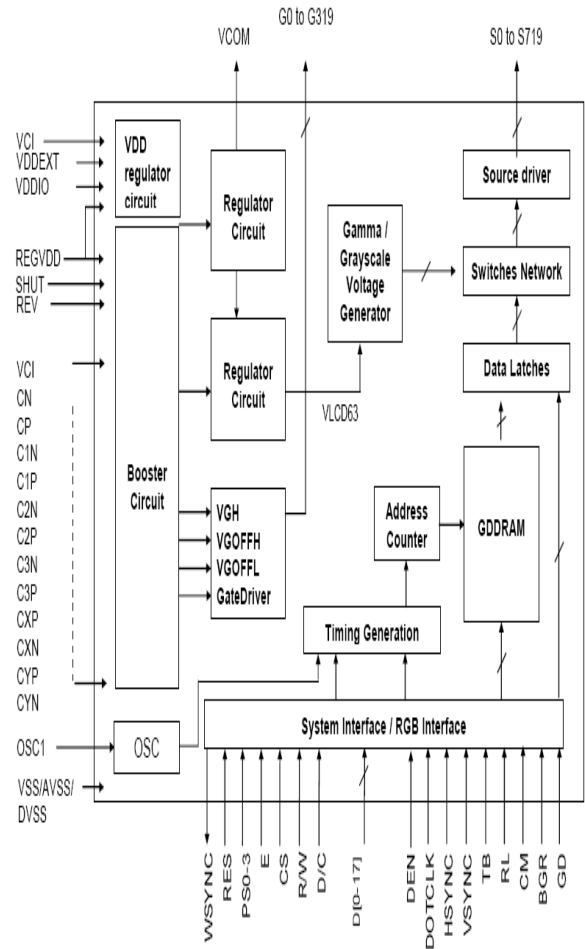 G0 to G319
VCOM
S0 to S719
VCI
VDDEXT
VDDIO
REGVDD
SHUT
REV
VDD
regulator
circuit
Regulator
Circuit
Gamma /
Grayscale
Voltage
Generator
Source driver
Switches Network
Data Latches
VCI
CN
CP
C1N
C1P
C2N
C2P
C3N
C3P
CXP
CXN
CYP
CYN
Booster
Circuit
Regulator
Circuit
VLCD63
VGH
VGOFFH
VGOFFL
GateDriver
Address
Counter
GDDRAM
Timing Generation
System Interface / RGB Interface
OSC1
OSC
VSS/AVSS/
DVSS
WSYNC
RES
PS0-3
E
CS
R/W
D/C
D[0-17]
DEN
DOTCLK
HSYNC
VSYNC
TB
RL
CM
BGR
GD